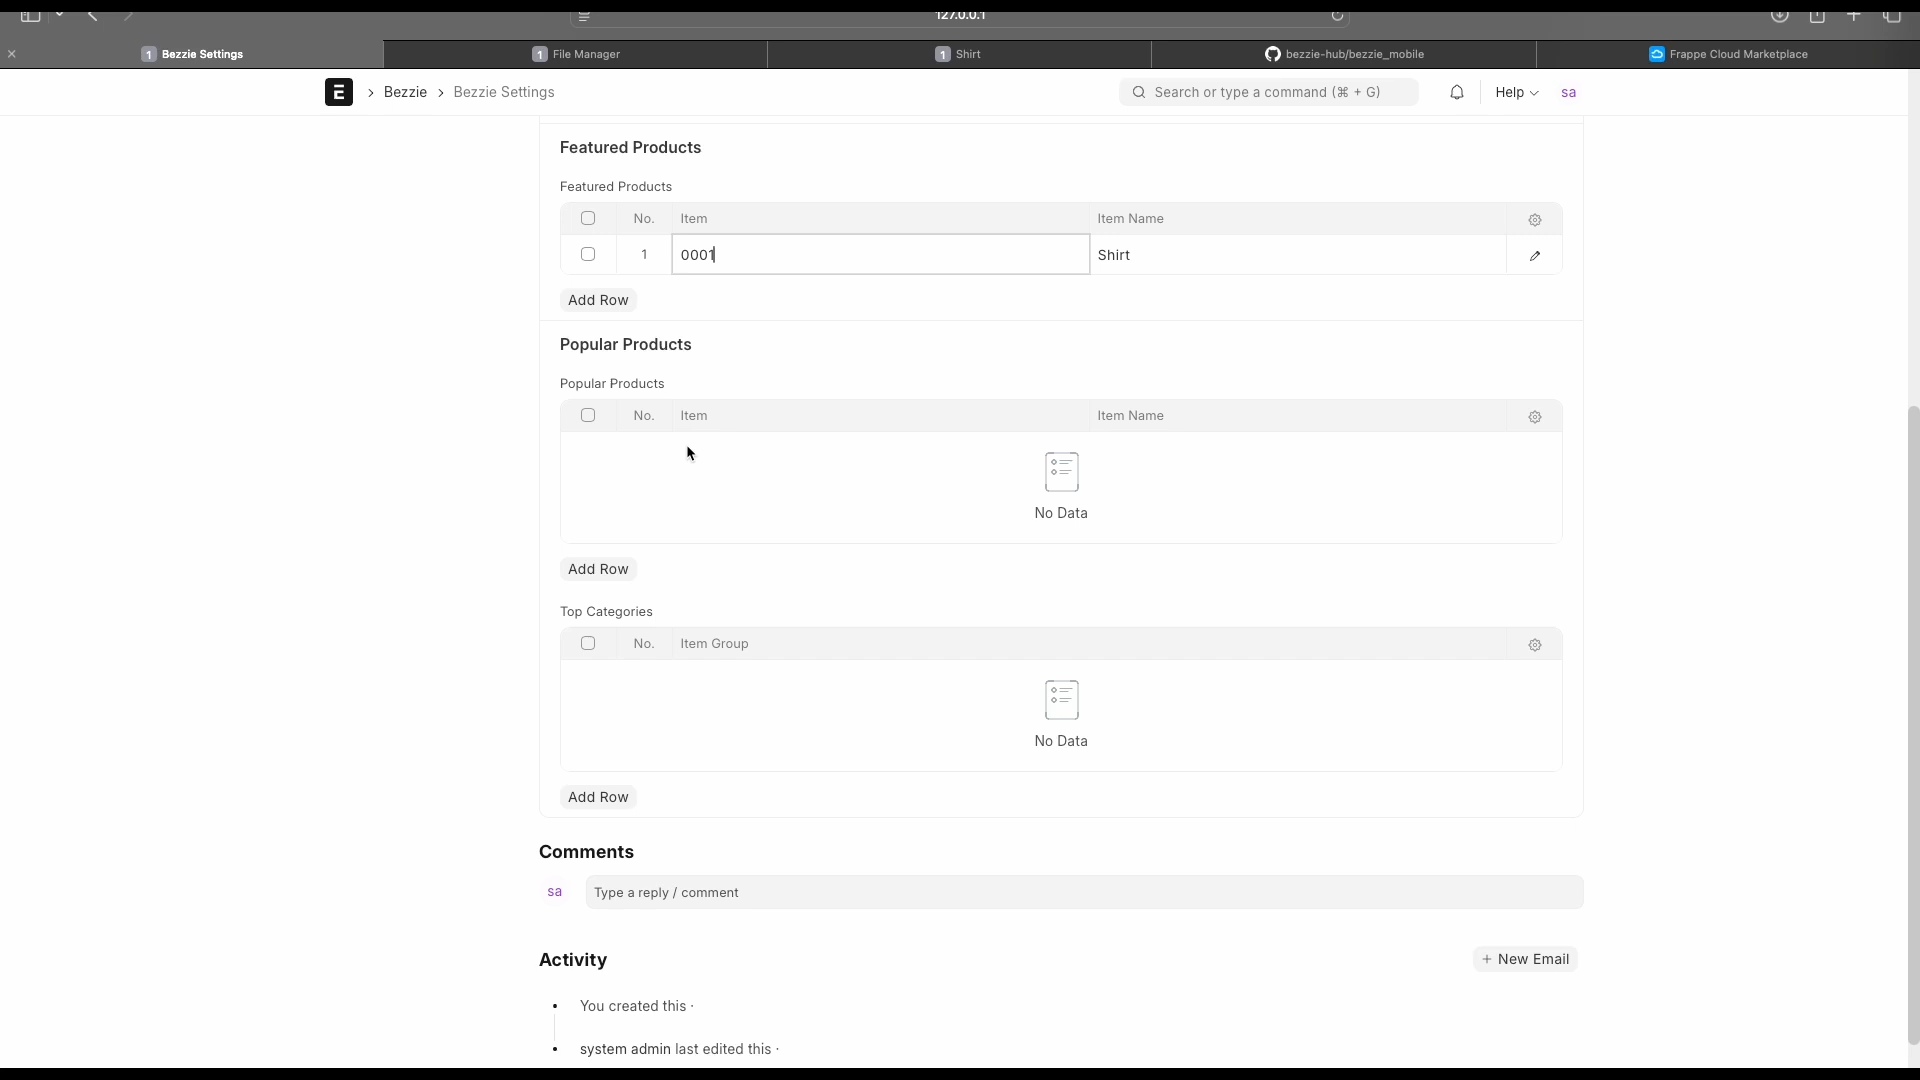 127.0.0.1
1 Bezzie Settings
1 File Manager
1 Shirt
bezzie-hub/bezzie_mobile
Frappe Cloud Marketplace
E > Bezzie > Bezzie Settings
Search or type a command (⌘ + G)
Help
sa
Featured Products
Featured Products
No. Item Item Name
1 0001 Shirt
Add Row
Popular Products
Popular Products
No. Item Item Name
No Data
Add Row
Top Categories
No. Item Group
No Data
Add Row
Comments
sa Type a reply / comment
Activity
+ New Email
You created this ·
system admin last edited this ·